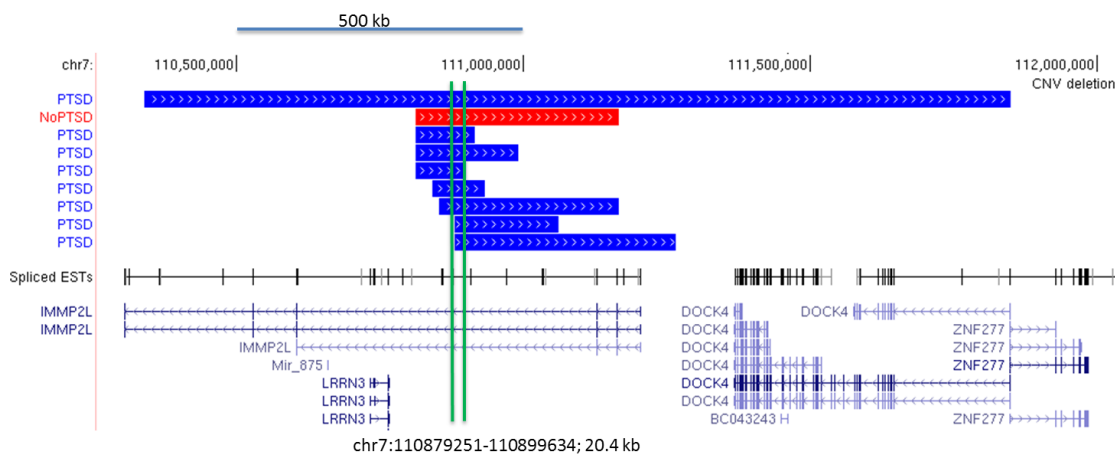 500 kb
chr7: 110,500,000 111,000,000 111,500,000 112,000,000
CNV deletion
PTSD
NoPTSD
PTSD
PTSD
PTSD
PTSD
PTSD
PTSD
PTSD
Spliced ESTs
IMMP2L DOCK4 DOCK4
IMMP2L DOCK4 ZNF277
IMMP2L DOCK4 ZNF277
Mir_875 DOCK4 ZNF277
LRRN3 DOCK4
LRRN3 DOCK4
LRRN3 BC043243 ZNF277
chr7:110879251-110899634; 20.4 kb